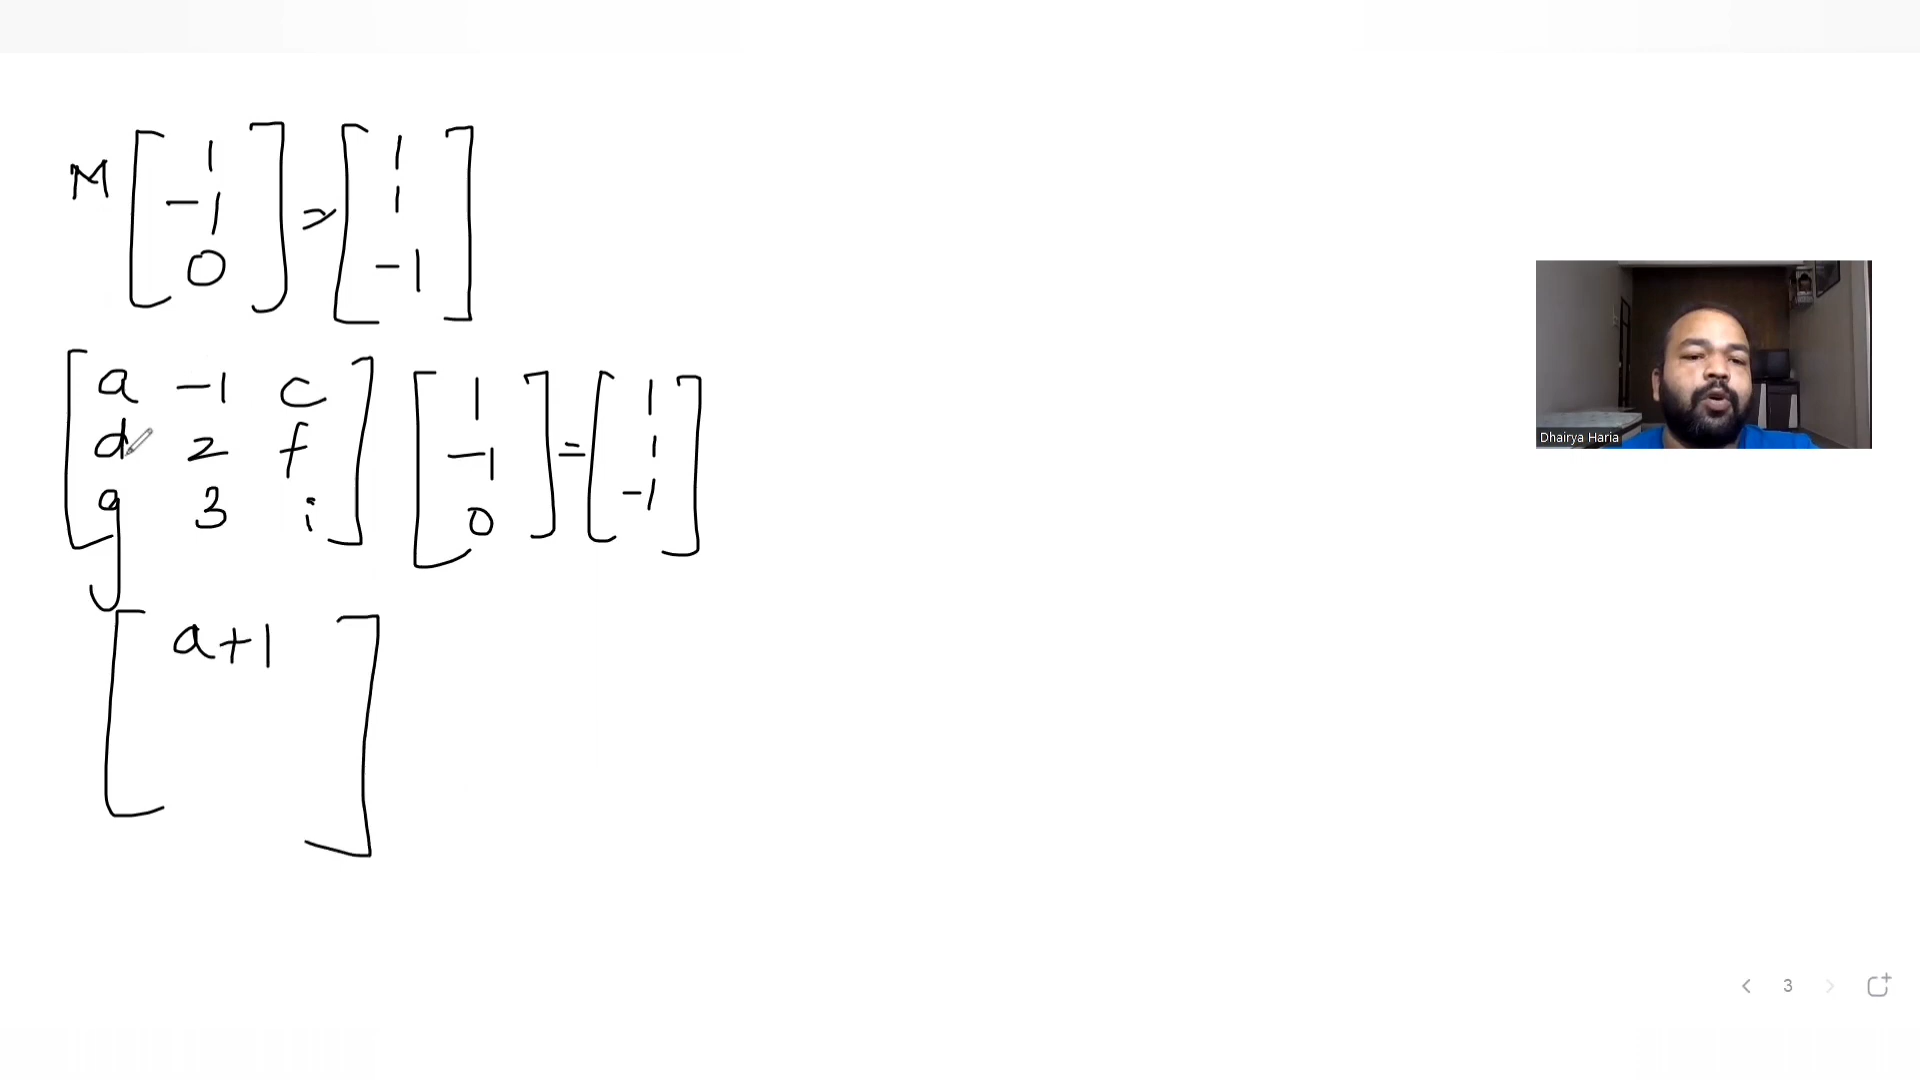 M [ 1 ] = [ 1 ]
-1 1
0 -1
[ a -1 c ] [ 1 ] = [ 1 ]
d 2 f -1 1
g 3 i 0 -1
[ a+1 ]
Dhairya Haria
< 3 >